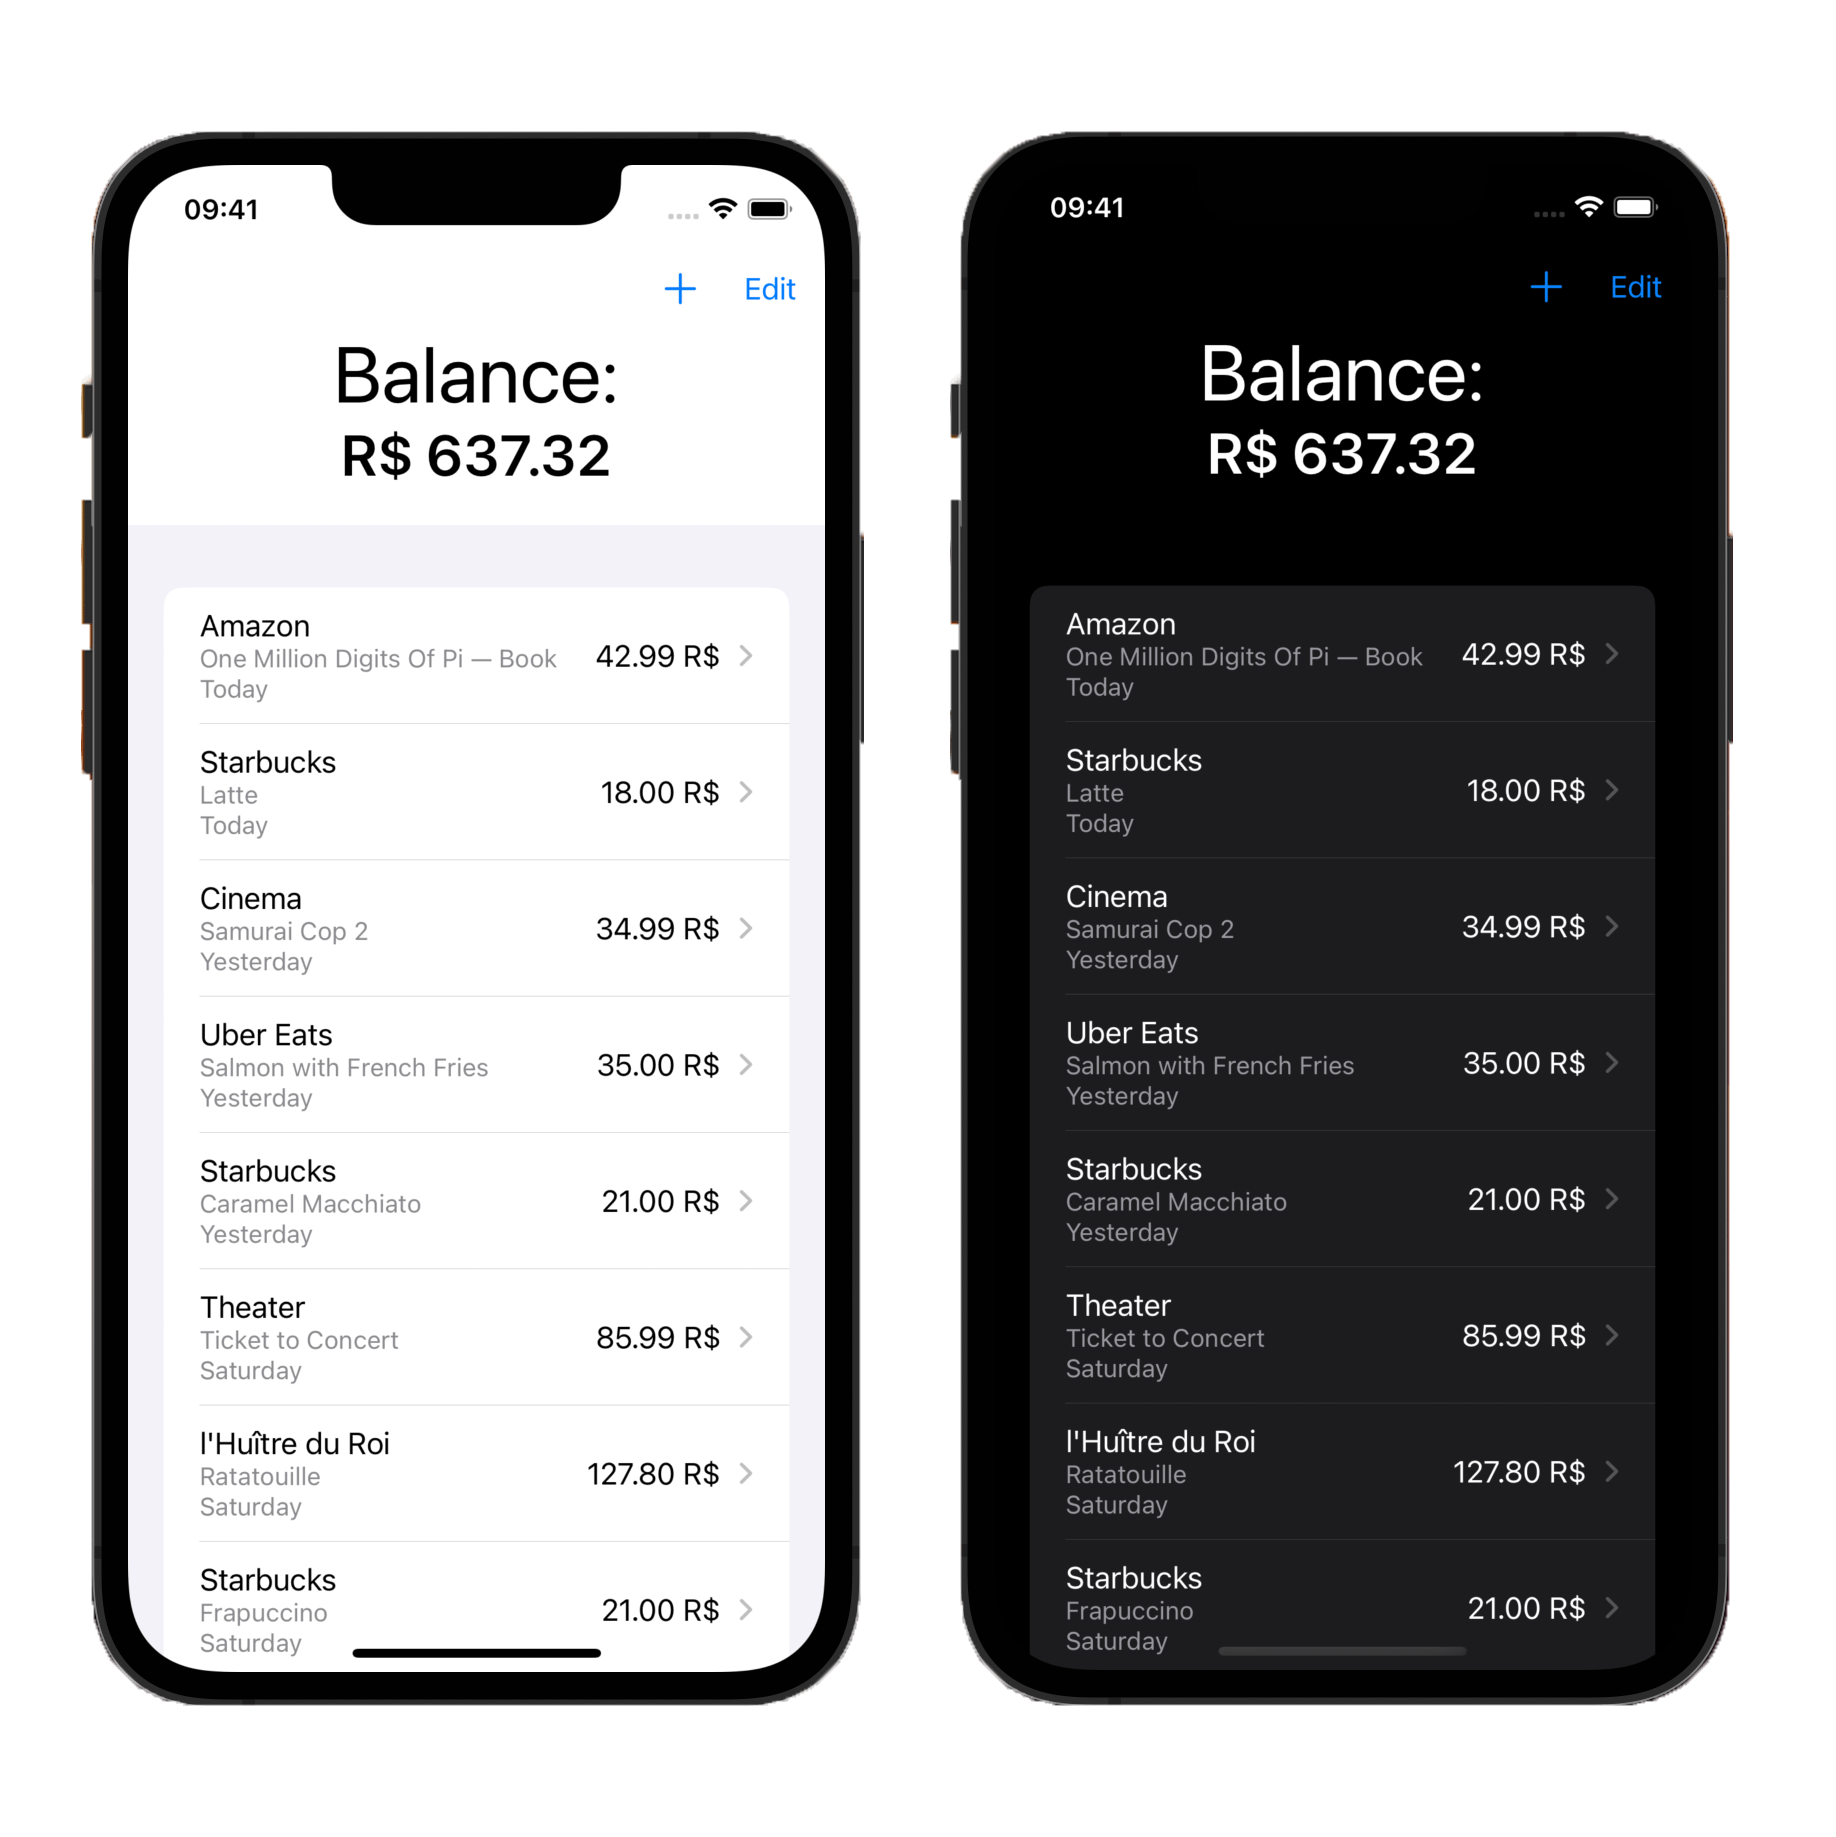 09:41
+ Edit
Balance:
R$ 637.32
Amazon
One Million Digits Of Pi — Book
Today
42.99 R$
Starbucks
Latte
Today
18.00 R$
Cinema
Samurai Cop 2
Yesterday
34.99 R$
Uber Eats
Salmon with French Fries
Yesterday
35.00 R$
Starbucks
Caramel Macchiato
Yesterday
21.00 R$
Theater
Ticket to Concert
Saturday
85.99 R$
l'Huître du Roi
Ratatouille
Saturday
127.80 R$
Starbucks
Frapuccino
Saturday
21.00 R$
09:41
+ Edit
Balance:
R$ 637.32
Amazon
One Million Digits Of Pi — Book
Today
42.99 R$
Starbucks
Latte
Today
18.00 R$
Cinema
Samurai Cop 2
Yesterday
34.99 R$
Uber Eats
Salmon with French Fries
Yesterday
35.00 R$
Starbucks
Caramel Macchiato
Yesterday
21.00 R$
Theater
Ticket to Concert
Saturday
85.99 R$
l'Huître du Roi
Ratatouille
Saturday
127.80 R$
Starbucks
Frapuccino
Saturday
21.00 R$